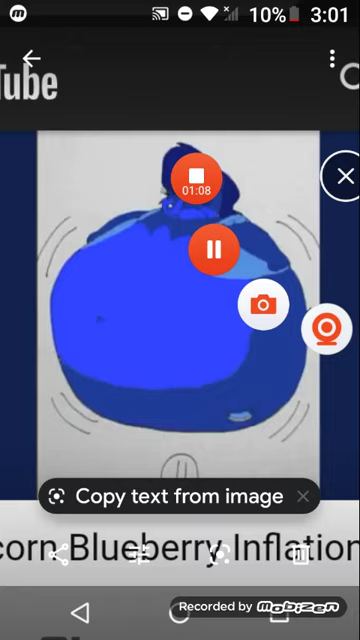 10% 3:01
Tube
01:08
Copy text from image
corn Blueberry Inflation
Recorded by Mobizen